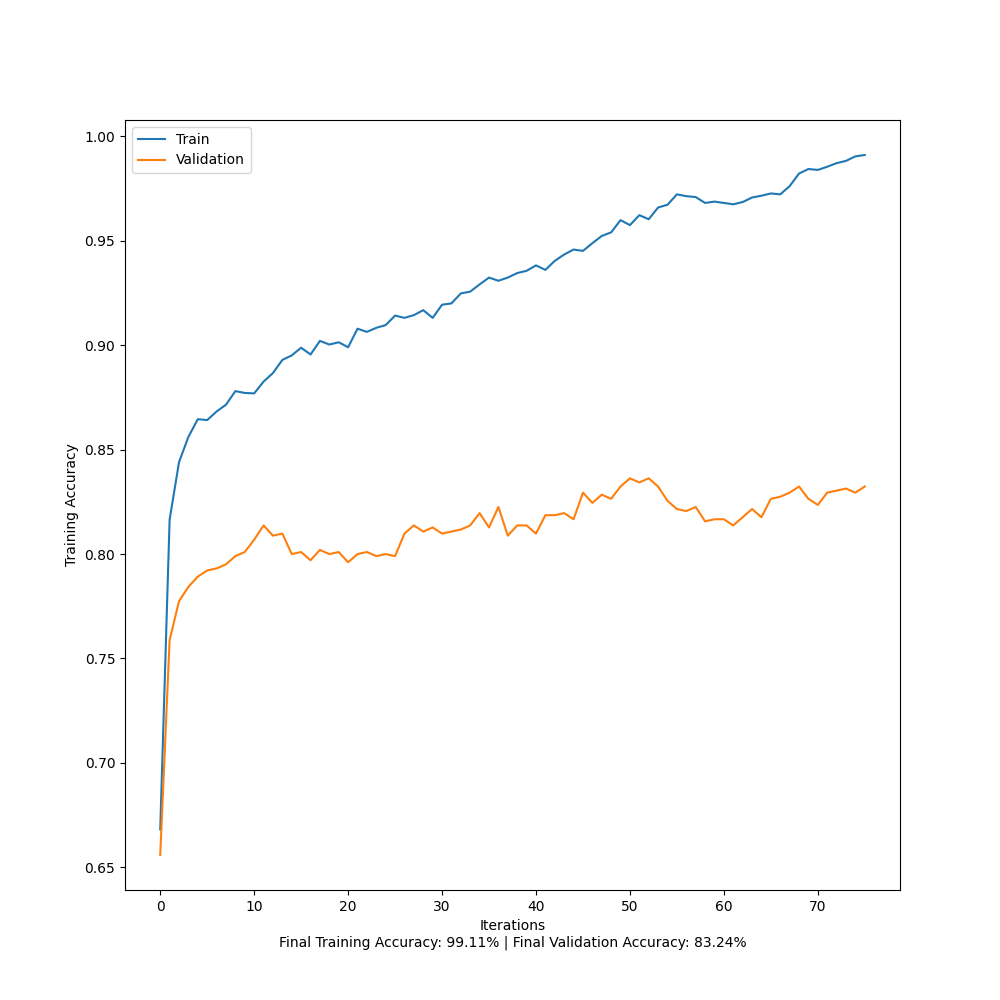 Train
Validation
1.00
0.95
0.90
0.85
0.80
0.75
0.70
0.65
Training Accuracy
0 10 20 30 40 50 60 70
Iterations
Final Training Accuracy: 99.11% | Final Validation Accuracy: 83.24%